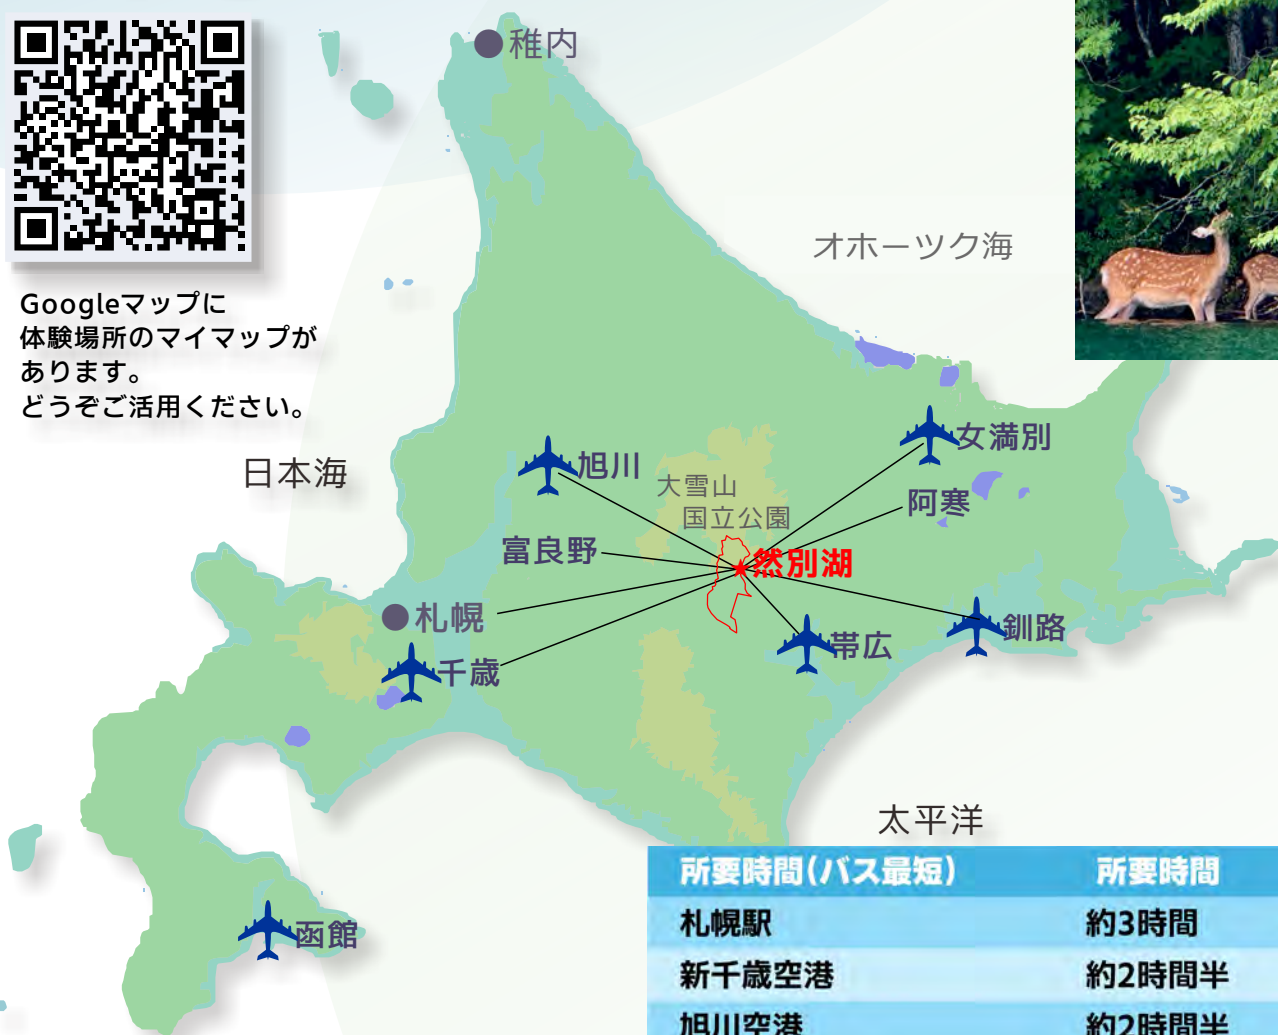 稚内
オホーツク海
Googleマップに
体験場所のマイマップが
あります。
どうぞご活用ください。
日本海
旭川
大雪山
国立公園
女満別
阿寒
富良野
然別湖
札幌
千歳
帯広
釧路
太平洋
函館
所要時間(バス最短) 所要時間
札幌駅 約3時間
新千歳空港 約2時間半
旭川空港 約2時間半